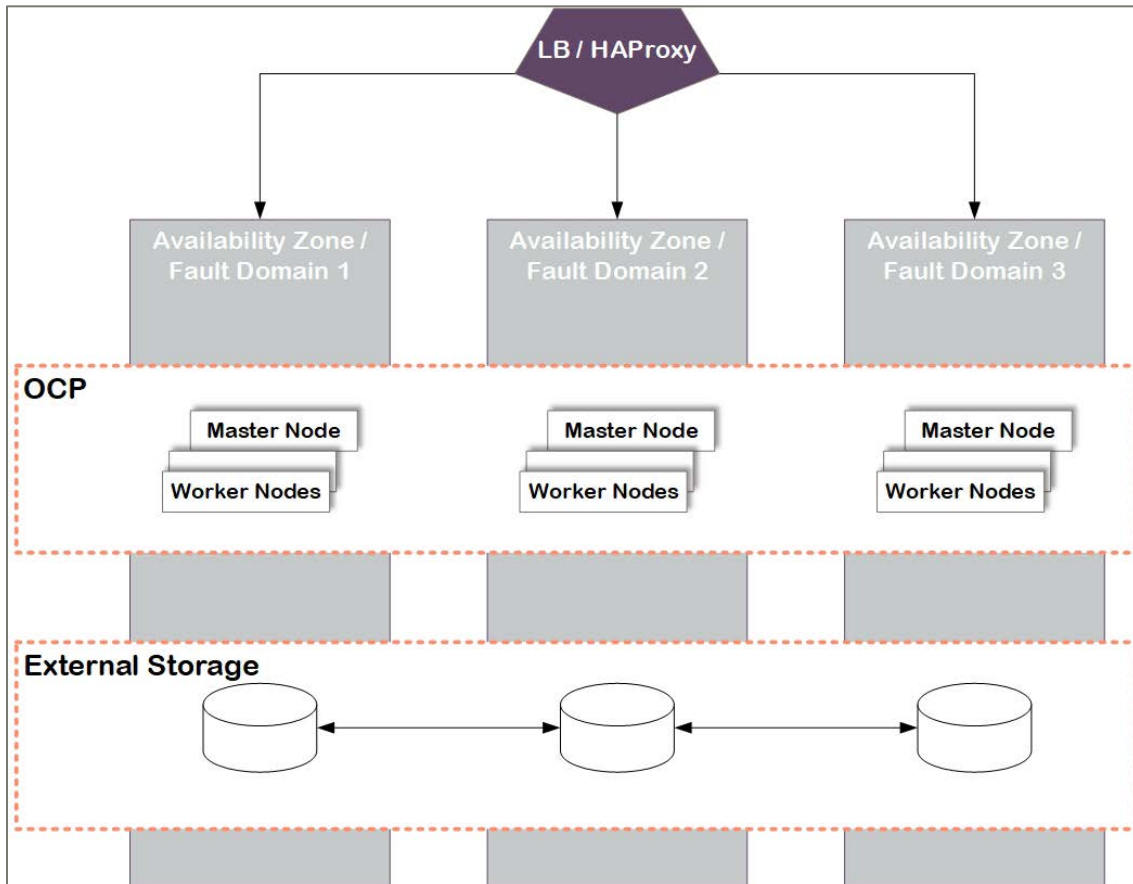 LB / HAProxy
Availability Zone /
Fault Domain 1
Availability Zone /
Fault Domain 2
Availability Zone /
Fault Domain 3
OCP
Master Node
Worker Nodes
Master Node
Worker Nodes
Master Node
Worker Nodes
External Storage